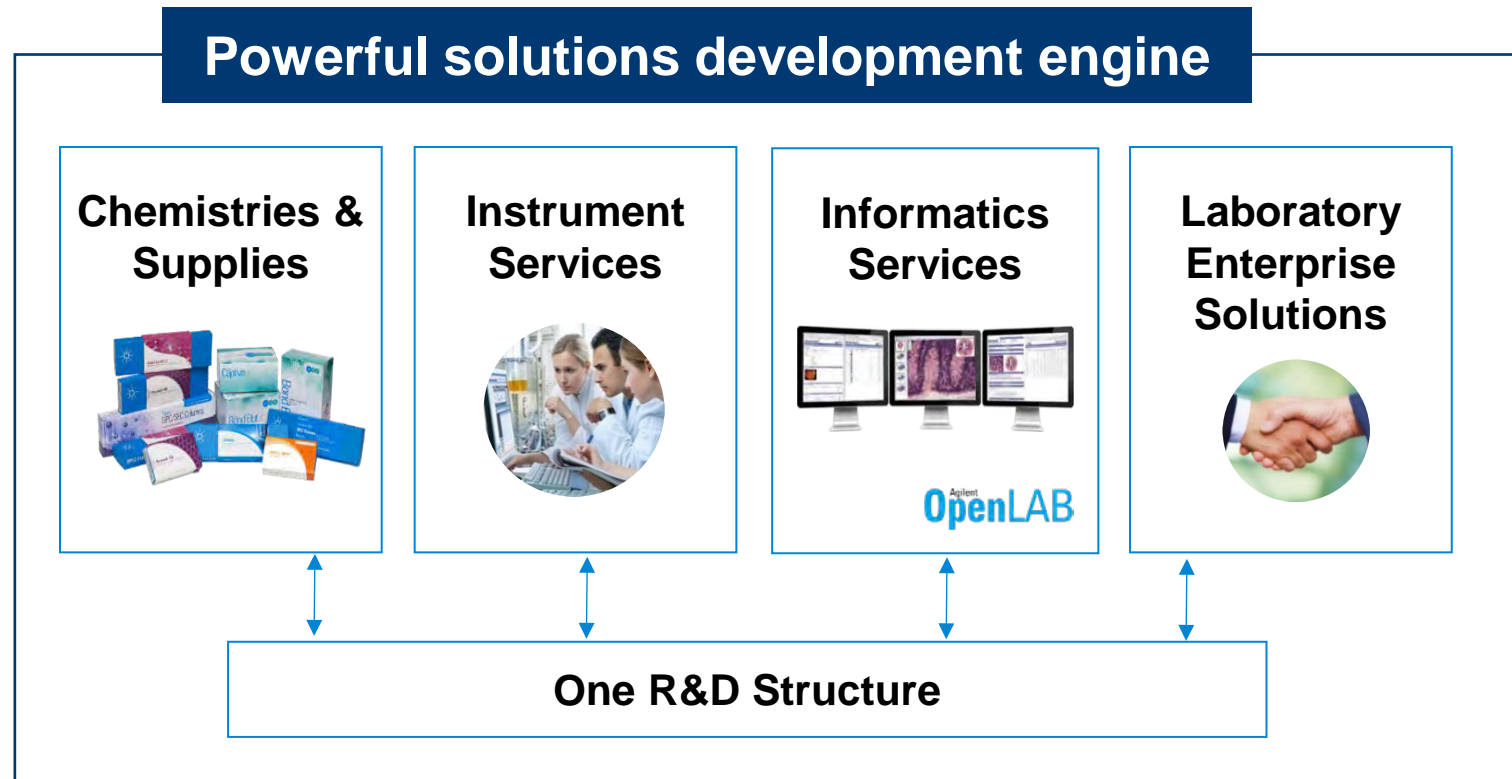 Powerful solutions development engine
Chemistries &
Supplies
Instrument
Services
Informatics
Services
Laboratory
Enterprise
Solutions
Agilent
OpenLAB
One R&D Structure